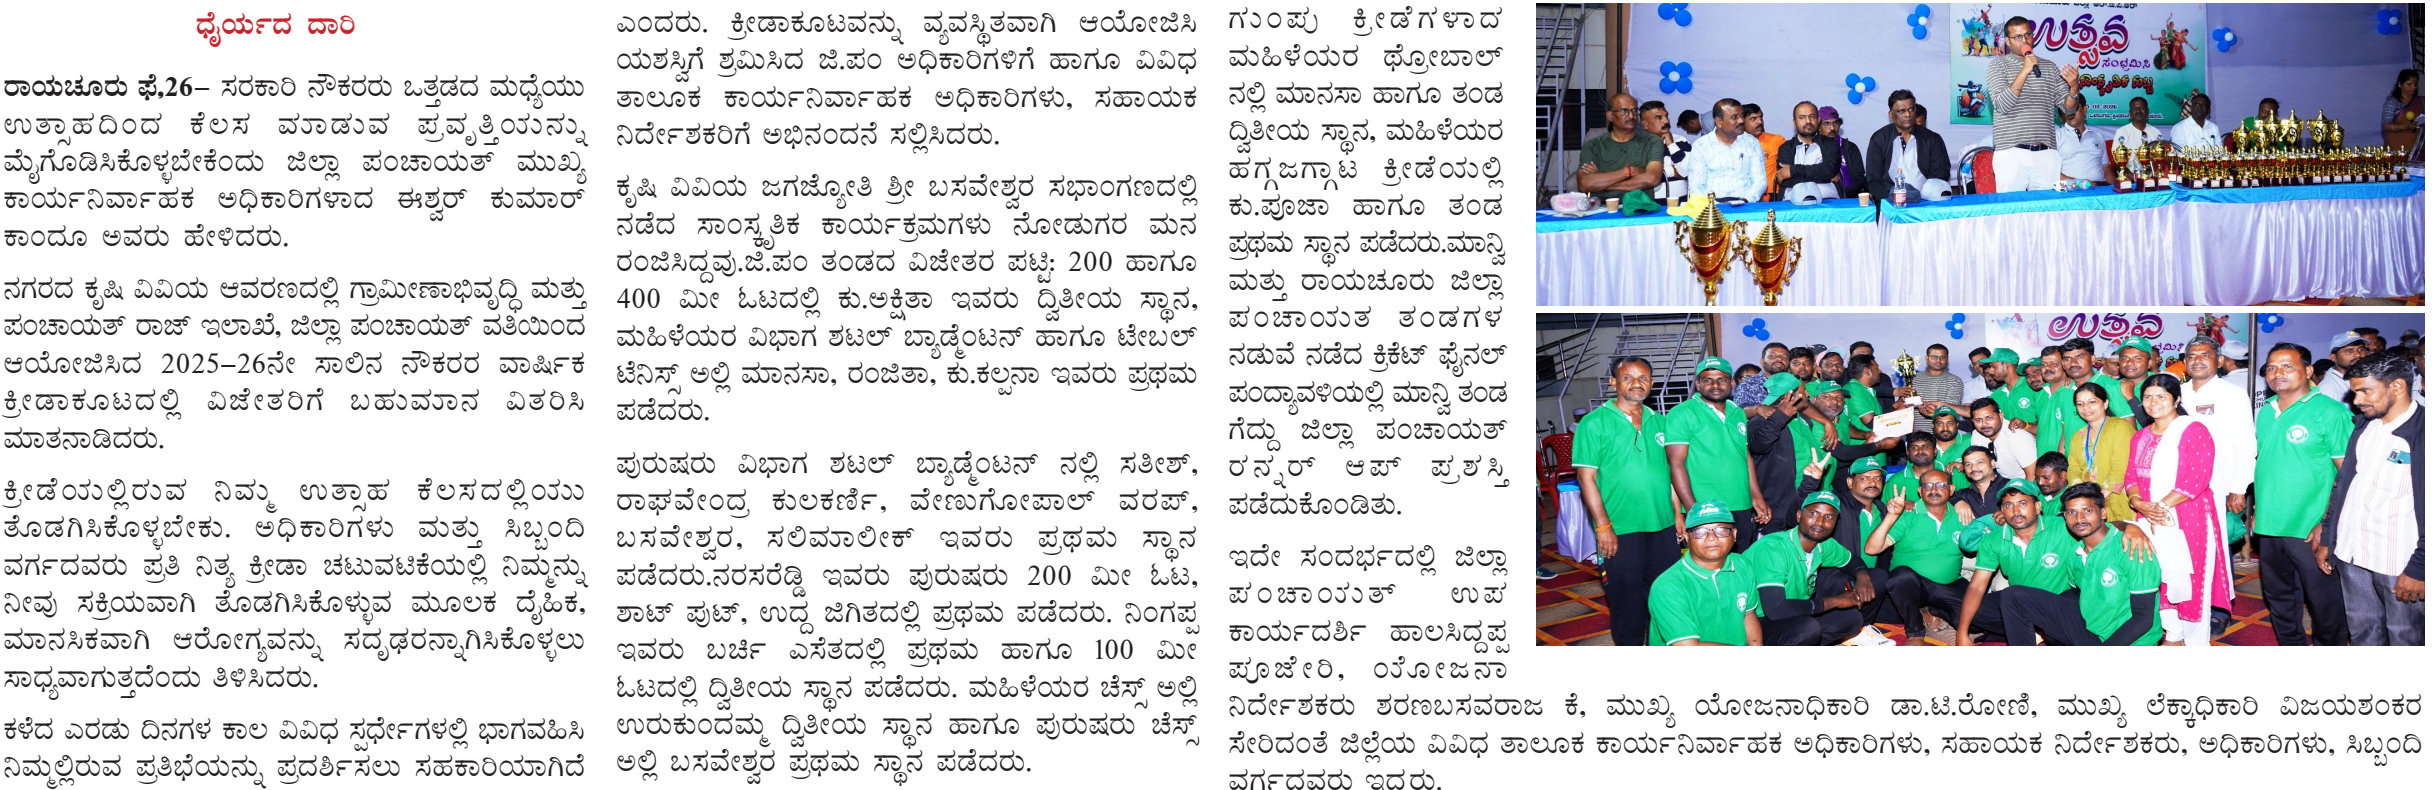 ಧೈರ್ಯದ ದಾರಿ
ರಾಯಚೂರು ಫೆ,26– ಸರಕಾರಿ ನೌಕರರು ಒತ್ತಡದ ಮಧ್ಯೆಯು
ಉತ್ಸಾಹದಿಂದ ಕೆಲಸ ಮಾಡುವ ಪ್ರವೃತ್ತಿಯನ್ನು
ಮೈಗೊಡಿಸಿಕೊಳ್ಳಬೇಕೆಂದು ಜಿಲ್ಲಾ ಪಂಚಾಯತ್ ಮುಖ್ಯ
ಕಾರ್ಯನಿರ್ವಾಹಕ ಅಧಿಕಾರಿಗಳಾದ ಈಶ್ವರ್ ಕುಮಾರ್
ಕಾಂದೂ ಅವರು ಹೇಳಿದರು.
ನಗರದ ಕೃಷಿ ವಿವಿಯ ಆವರಣದಲ್ಲಿ ಗ್ರಾಮೀಣಾಭಿವೃದ್ಧಿ ಮತ್ತು
ಪಂಚಾಯತ್ ರಾಜ್ ಇಲಾಖೆ, ಜಿಲ್ಲಾ ಪಂಚಾಯತ್ ವತಿಯಿಂದ
ಆಯೋಜಿಸಿದ 2025–26ನೇ ಸಾಲಿನ ನೌಕರರ ವಾರ್ಷಿಕ
ಕ್ರೀಡಾಕೂಟದಲ್ಲಿ ವಿಜೇತರಿಗೆ ಬಹುಮಾನ ವಿತರಿಸಿ
ಮಾತನಾಡಿದರು.
ಕ್ರೀಡೆಯಲ್ಲಿರುವ ನಿಮ್ಮ ಉತ್ಸಾಹ ಕೆಲಸದಲ್ಲಿಯು
ತೊಡಗಿಸಿಕೊಳ್ಳಬೇಕು. ಅಧಿಕಾರಿಗಳು ಮತ್ತು ಸಿಬ್ಬಂದಿ
ವರ್ಗದವರು ಪ್ರತಿ ನಿತ್ಯ ಕ್ರೀಡಾ ಚಟುವಟಿಕೆಯಲ್ಲಿ ನಿಮ್ಮನ್ನು
ನೀವು ಸಕ್ರಿಯವಾಗಿ ತೊಡಗಿಸಿಕೊಳ್ಳುವ ಮೂಲಕ ದೈಹಿಕ,
ಮಾನಸಿಕವಾಗಿ ಆರೋಗ್ಯವನ್ನು ಸದೃಢರನ್ನಾಗಿಸಿಕೊಳ್ಳಲು
ಸಾಧ್ಯವಾಗುತ್ತದೆಂದು ತಿಳಿಸಿದರು.
ಕಳೆದ ಎರಡು ದಿನಗಳ ಕಾಲ ವಿವಿಧ ಸ್ಪರ್ಧೇಗಳಲ್ಲಿ ಭಾಗವಹಿಸಿ
ನಿಮ್ಮಲ್ಲಿರುವ ಪ್ರತಿಭೆಯನ್ನು ಪ್ರದರ್ಶಿಸಲು ಸಹಕಾರಿಯಾಗಿದೆ
ಎಂದರು. ಕ್ರೀಡಾಕೂಟವನ್ನು ವ್ಯವಸ್ಥಿತವಾಗಿ ಆಯೋಜಿಸಿ
ಯಶಸ್ವಿಗೆ ಶ್ರಮಿಸಿದ ಜಿ.ಪಂ ಅಧಿಕಾರಿಗಳಿಗೆ ಹಾಗೂ ವಿವಿಧ
ತಾಲೂಕ ಕಾರ್ಯನಿರ್ವಾಹಕ ಅಧಿಕಾರಿಗಳು, ಸಹಾಯಕ
ನಿರ್ದೇಶಕರಿಗೆ ಅಭಿನಂದನೆ ಸಲ್ಲಿಸಿದರು.
ಕೃಷಿ ವಿವಿಯ ಜಗಜ್ಯೋತಿ ಶ್ರೀ ಬಸವೇಶ್ವರ ಸಭಾಂಗಣದಲ್ಲಿ
ನಡೆದ ಸಾಂಸ್ಕೃತಿಕ ಕಾರ್ಯಕ್ರಮಗಳು ನೋಡುಗರ ಮನ
ರಂಜಿಸಿದ್ದವು.ಜಿ.ಪಂ ತಂಡದ ವಿಜೇತರ ಪಟ್ಟಿ: 200 ಹಾಗೂ
400 ಮೀ ಓಟದಲ್ಲಿ ಕು.ಅಕ್ಷಿತಾ ಇವರು ದ್ವಿತೀಯ ಸ್ಥಾನ,
ಮಹಿಳೆಯರ ವಿಭಾಗ ಶಟಲ್ ಬ್ಯಾಡ್ಮೆಂಟನ್ ಹಾಗೂ ಟೇಬಲ್
ಟೆನಿಸ್ಸ್ ಅಲ್ಲಿ ಮಾನಸಾ, ರಂಜಿತಾ, ಕು.ಕಲ್ಪನಾ ಇವರು ಪ್ರಥಮ
ಪಡೆದರು.
ಪುರುಷರು ವಿಭಾಗ ಶಟಲ್ ಬ್ಯಾಡ್ಮೆಂಟನ್ ನಲ್ಲಿ ಸತೀಶ್,
ರಾಘವೇಂದ್ರ ಕುಲಕರ್ಣಿ, ವೇಣುಗೋಪಾಲ್ ವರಪ್,
ಬಸವೇಶ್ವರ, ಸಲಿಮಾಲೀಕ್ ಇವರು ಪ್ರಥಮ ಸ್ಥಾನ
ಪಡೆದರು.ನರಸರೆಡ್ಡಿ ಇವರು ಪುರುಷರು 200 ಮೀ ಓಟ,
ಶಾಟ್ ಪುಟ್, ಉದ್ದ ಜಿಗಿತದಲ್ಲಿ ಪ್ರಥಮ ಪಡೆದರು. ನಿಂಗಪ್ಪ
ಇವರು ಬರ್ಚಿ ಎಸೆತದಲ್ಲಿ ಪ್ರಥಮ ಹಾಗೂ 100 ಮೀ
ಓಟದಲ್ಲಿ ದ್ವಿತೀಯ ಸ್ಥಾನ ಪಡೆದರು. ಮಹಿಳೆಯರ ಚೆಸ್ಸ್ ಅಲ್ಲಿ
ಉರುಕುಂದಮ್ಮ ದ್ವಿತೀಯ ಸ್ಥಾನ ಹಾಗೂ ಪುರುಷರು ಚೆಸ್ಸ್
ಅಲ್ಲಿ ಬಸವೇಶ್ವರ ಪ್ರಥಮ ಸ್ಥಾನ ಪಡೆದರು.
ಗುಂಪು ಕ್ರೀಡೆಗಳಾದ
ಮಹಿಳೆಯರ ಥ್ರೋಬಾಲ್
ನಲ್ಲಿ ಮಾನಸಾ ಹಾಗೂ ತಂಡ
ದ್ವಿತೀಯ ಸ್ಥಾನ, ಮಹಿಳೆಯರ
ಹಗ್ಗಜಗ್ಗಾಟ ಕ್ರೀಡೆಯಲ್ಲಿ
ಕು.ಪೂಜಾ ಹಾಗೂ ತಂಡ
ಪ್ರಥಮ ಸ್ಥಾನ ಪಡೆದರು.ಮಾನ್ವಿ
ಮತ್ತು ರಾಯಚೂರು ಜಿಲ್ಲಾ
ಪಂಚಾಯತ ತಂಡಗಳ
ನಡುವೆ ನಡೆದ ಕ್ರಿಕೆಟ್ ಫೈನಲ್
ಪಂದ್ಯಾವಳಿಯಲ್ಲಿ ಮಾನ್ವಿ ತಂಡ
ಗೆದ್ದು ಜಿಲ್ಲಾ ಪಂಚಾಯತ್
ರನ್ನರ್ ಆಪ್ ಪ್ರಶಸ್ತಿ
ಪಡೆದುಕೊಂಡಿತು.
ಇದೇ ಸಂದರ್ಭದಲ್ಲಿ ಜಿಲ್ಲಾ
ಪಂಚಾಯತ್ ಉಪ
ಕಾರ್ಯದರ್ಶಿ ಹಾಲಸಿದ್ದಪ್ಪ
ಪೂಜೇರಿ, ಯೋಜನಾ
ನಿರ್ದೇಶಕರು ಶರಣಬಸವರಾಜ ಕೆ, ಮುಖ್ಯ ಯೋಜನಾಧಿಕಾರಿ ಡಾ.ಟಿ.ರೋಣಿ, ಮುಖ್ಯ ಲೆಕ್ಕಾಧಿಕಾರಿ ವಿಜಯಶಂಕರ
ಸೇರಿದಂತೆ ಜಿಲ್ಲೆಯ ವಿವಿಧ ತಾಲೂಕ ಕಾರ್ಯನಿರ್ವಾಹಕ ಅಧಿಕಾರಿಗಳು, ಸಹಾಯಕ ನಿರ್ದೇಶಕರು, ಅಧಿಕಾರಿಗಳು, ಸಿಬ್ಬಂದಿ
ವರ್ಗದವರು ಇದ್ದರು.
ಉತ್ಸವ
ಸಂಭ್ರಮಿಸಿ
ಉತ್ಸವ